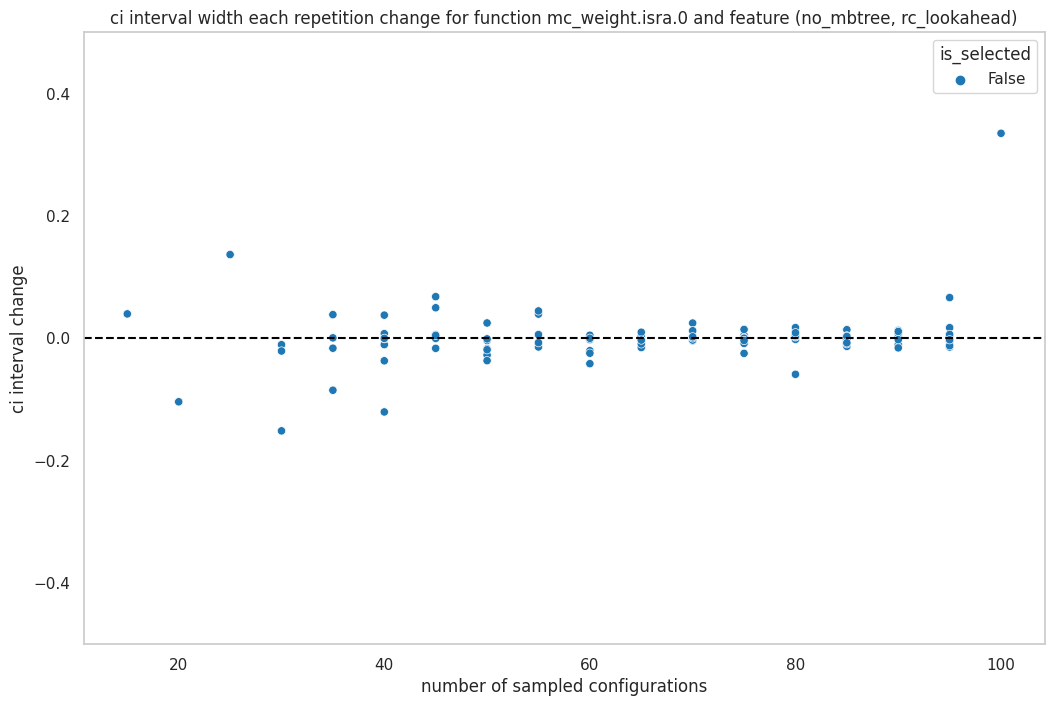 ci interval width each repetition change for function mc_weight.isra.0 and feature (no_mbtree, rc_lookahead)
is_selected
False
ci interval change
0.4
0.2
0.0
−0.2
−0.4
20
40
60
80
100
number of sampled configurations